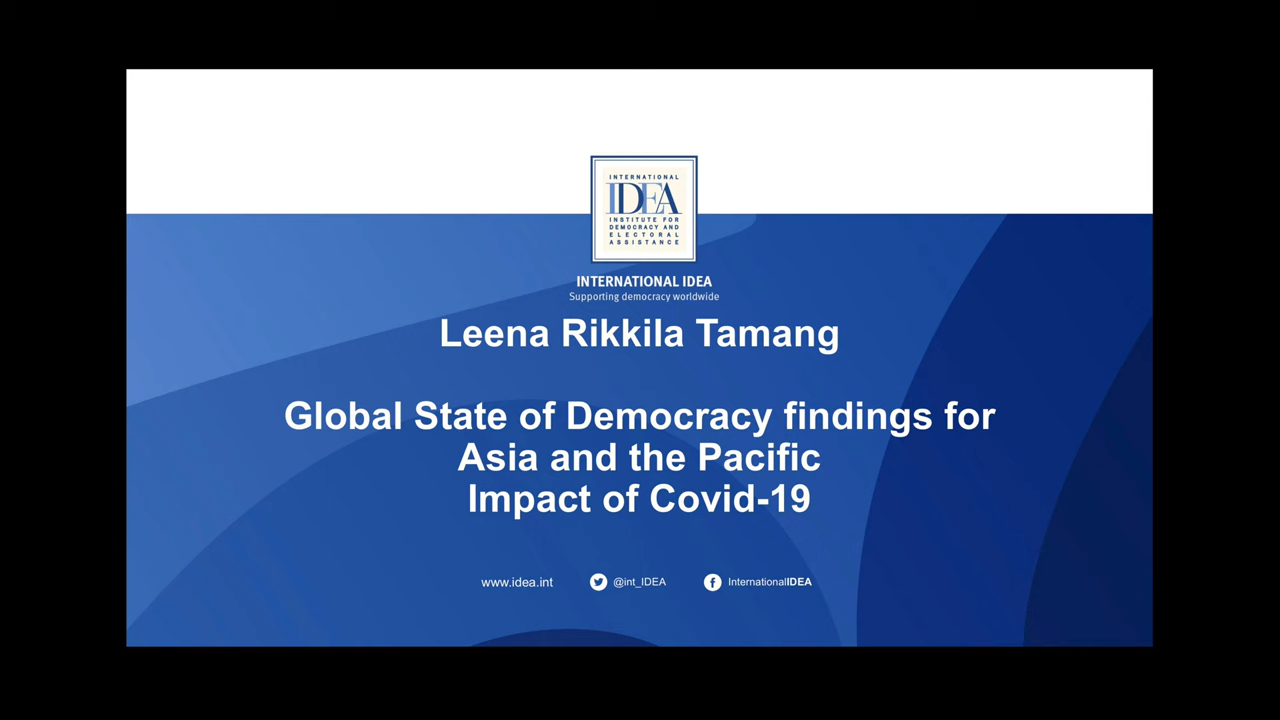 INTERNATIONAL
IDEA
INSTITUTE FOR
DEMOCRACY AND
ELECTORAL
ASSISTANCE
INTERNATIONAL IDEA
Supporting democracy worldwide
Leena Rikkila Tamang
Global State of Democracy findings for
Asia and the Pacific
Impact of Covid-19
www.idea.int @int_IDEA InternationalIDEA